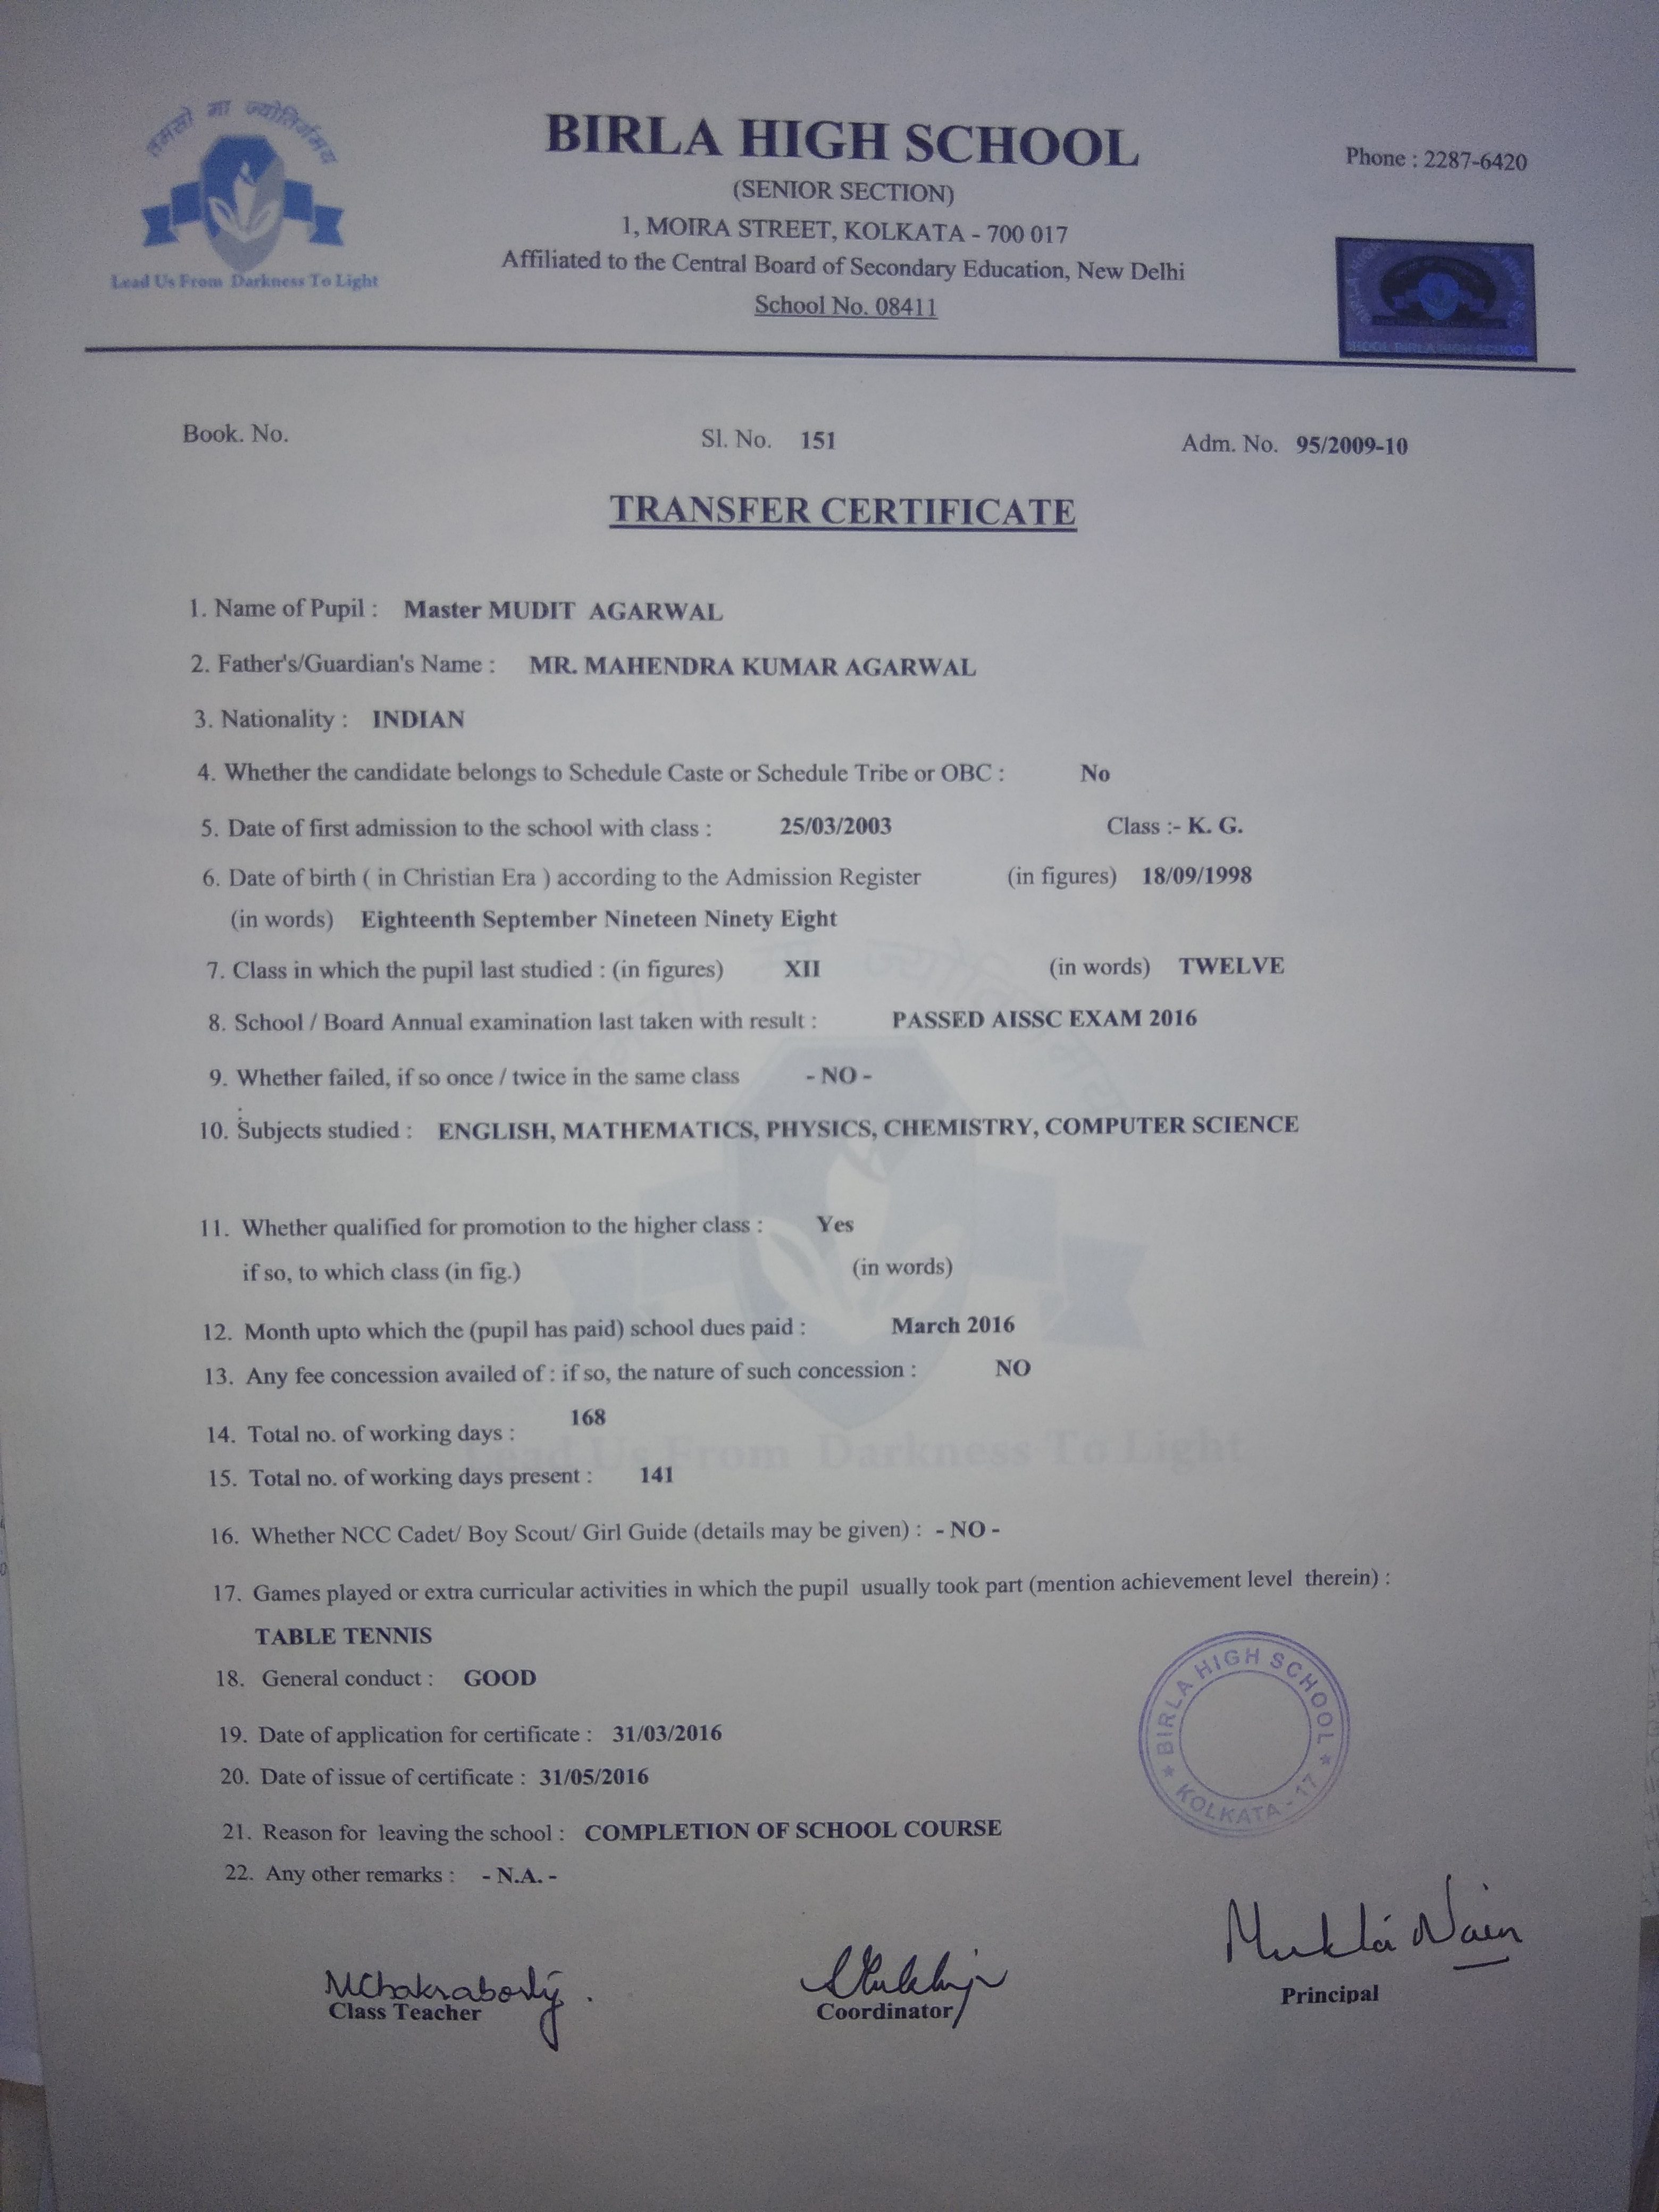 तमसो मा ज्योतिर्गमय
Lead Us From Darkness To Light
BIRLA HIGH SCHOOL
(SENIOR SECTION)
1, MOIRA STREET, KOLKATA - 700 017
Affiliated to the Central Board of Secondary Education, New Delhi
School No. 08411
Phone : 2287-6420
HOOL BIRLA HIGH SCHOOL
Book. No. Sl. No. 151 Adm. No. 95/2009-10
TRANSFER CERTIFICATE
1. Name of Pupil : Master MUDIT AGARWAL
2. Father's/Guardian's Name : MR. MAHENDRA KUMAR AGARWAL
3. Nationality : INDIAN
4. Whether the candidate belongs to Schedule Caste or Schedule Tribe or OBC : No
5. Date of first admission to the school with class : 25/03/2003 Class :- K. G.
6. Date of birth ( in Christian Era ) according to the Admission Register (in figures) 18/09/1998
(in words) Eighteenth September Nineteen Ninety Eight
7. Class in which the pupil last studied : (in figures) XII (in words) TWELVE
8. School / Board Annual examination last taken with result : PASSED AISSC EXAM 2016
9. Whether failed, if so once / twice in the same class - NO -
:
10. Subjects studied : ENGLISH, MATHEMATICS, PHYSICS, CHEMISTRY, COMPUTER SCIENCE
11. Whether qualified for promotion to the higher class : Yes
if so, to which class (in fig.) (in words)
12. Month upto which the (pupil has paid) school dues paid : March 2016
13. Any fee concession availed of : if so, the nature of such concession : NO
14. Total no. of working days : 168
Lead Us From Darkness To Light
15. Total no. of working days present : 141
16. Whether NCC Cadet/ Boy Scout/ Girl Guide (details may be given) : - NO -
17. Games played or extra curricular activities in which the pupil usually took part (mention achievement level therein) :
TABLE TENNIS
18. General conduct : GOOD
19. Date of application for certificate : 31/03/2016
20. Date of issue of certificate : 31/05/2016
21. Reason for leaving the school : COMPLETION OF SCHOOL COURSE
22. Any other remarks : - N.A. -
BIRLA HIGH SCHOOL
KOLKATA - 17
MChakraborty.
Class Teacher
Coordinator
Mukta Nain
Principal